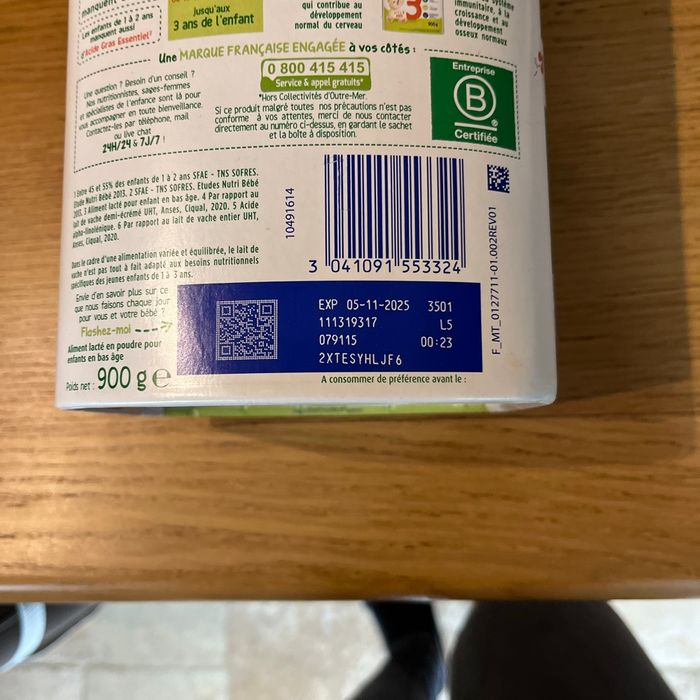 manquent
Les enfants de 1 à 2 ans
manquent aussi
d'Acide Gras Essentiel⁵
jusqu'aux
3 ans de l'enfant
qui contribue au
développement
normal du cerveau
3
900 g
système
immunitaire, à la
croissance et au
développement
osseux normaux
Une MARQUE FRANÇAISE ENGAGÉE à vos côtés :
0 800 415 415
Service & appel gratuits*
*Hors Collectivités d'Outre-Mer.
Si ce produit malgré toutes nos précautions n'est pas
conforme à vos attentes, merci de nous contacter
directement au numéro ci-dessus, en gardant le sachet
et la boîte à disposition.
Une question ? Besoin d'un conseil ?
Nos nutritionnistes, sages-femmes
et spécialistes de l'enfance sont là pour
vous accompagner en toute bienveillance.
Contactez-les par téléphone, mail
ou live chat
24H/24 & 7J/7 !
Entreprise
B
®
Certifiée
1 Entre 45 et 55% des enfants de 1 à 2 ans SFAE - TNS SOFRES.
Etude Nutri Bébé 2013. 2 SFAE - TNS SOFRES. Etudes Nutri Bébé
2013. 3 Aliment lacté pour enfant en bas âge. 4 Par rapport au
lait de vache demi-écrémé UHT, Anses, Ciqual, 2020. 5 Acide
alpha-linolénique. 6 Par rapport au lait de vache entier UHT,
Anses, Ciqual, 2020.
Dans le cadre d'une alimentation variée et équilibrée, le lait de
vache n'est pas tout à fait adapté aux besoins nutritionnels
spécifiques des jeunes enfants de 1 à 3 ans.
10491614
3 041091 553324
F_MT_0127711-01.002REV01
Envie d'en savoir plus sur ce
que nous faisons chaque jour
pour vous et votre bébé ?
Flashez-moi
Aliment lacté en poudre pour
enfants en bas âge
Poids net : 900 g ℮
EXP 05-11-2025 3501
111319317 L5
079115 00:23
2XTESYHLJF6
A consommer de préférence avant le :